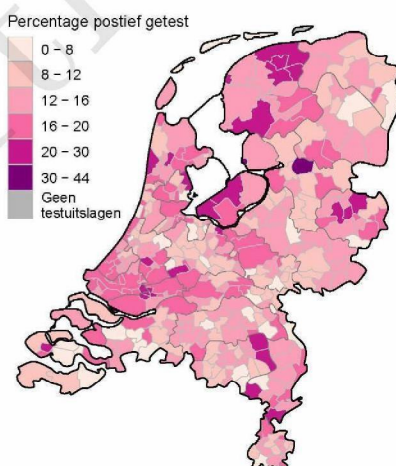 Percentage postief getest
0 – 8
8 – 12
12 – 16
16 – 20
20 – 30
30 – 44
Geen
testuitslagen